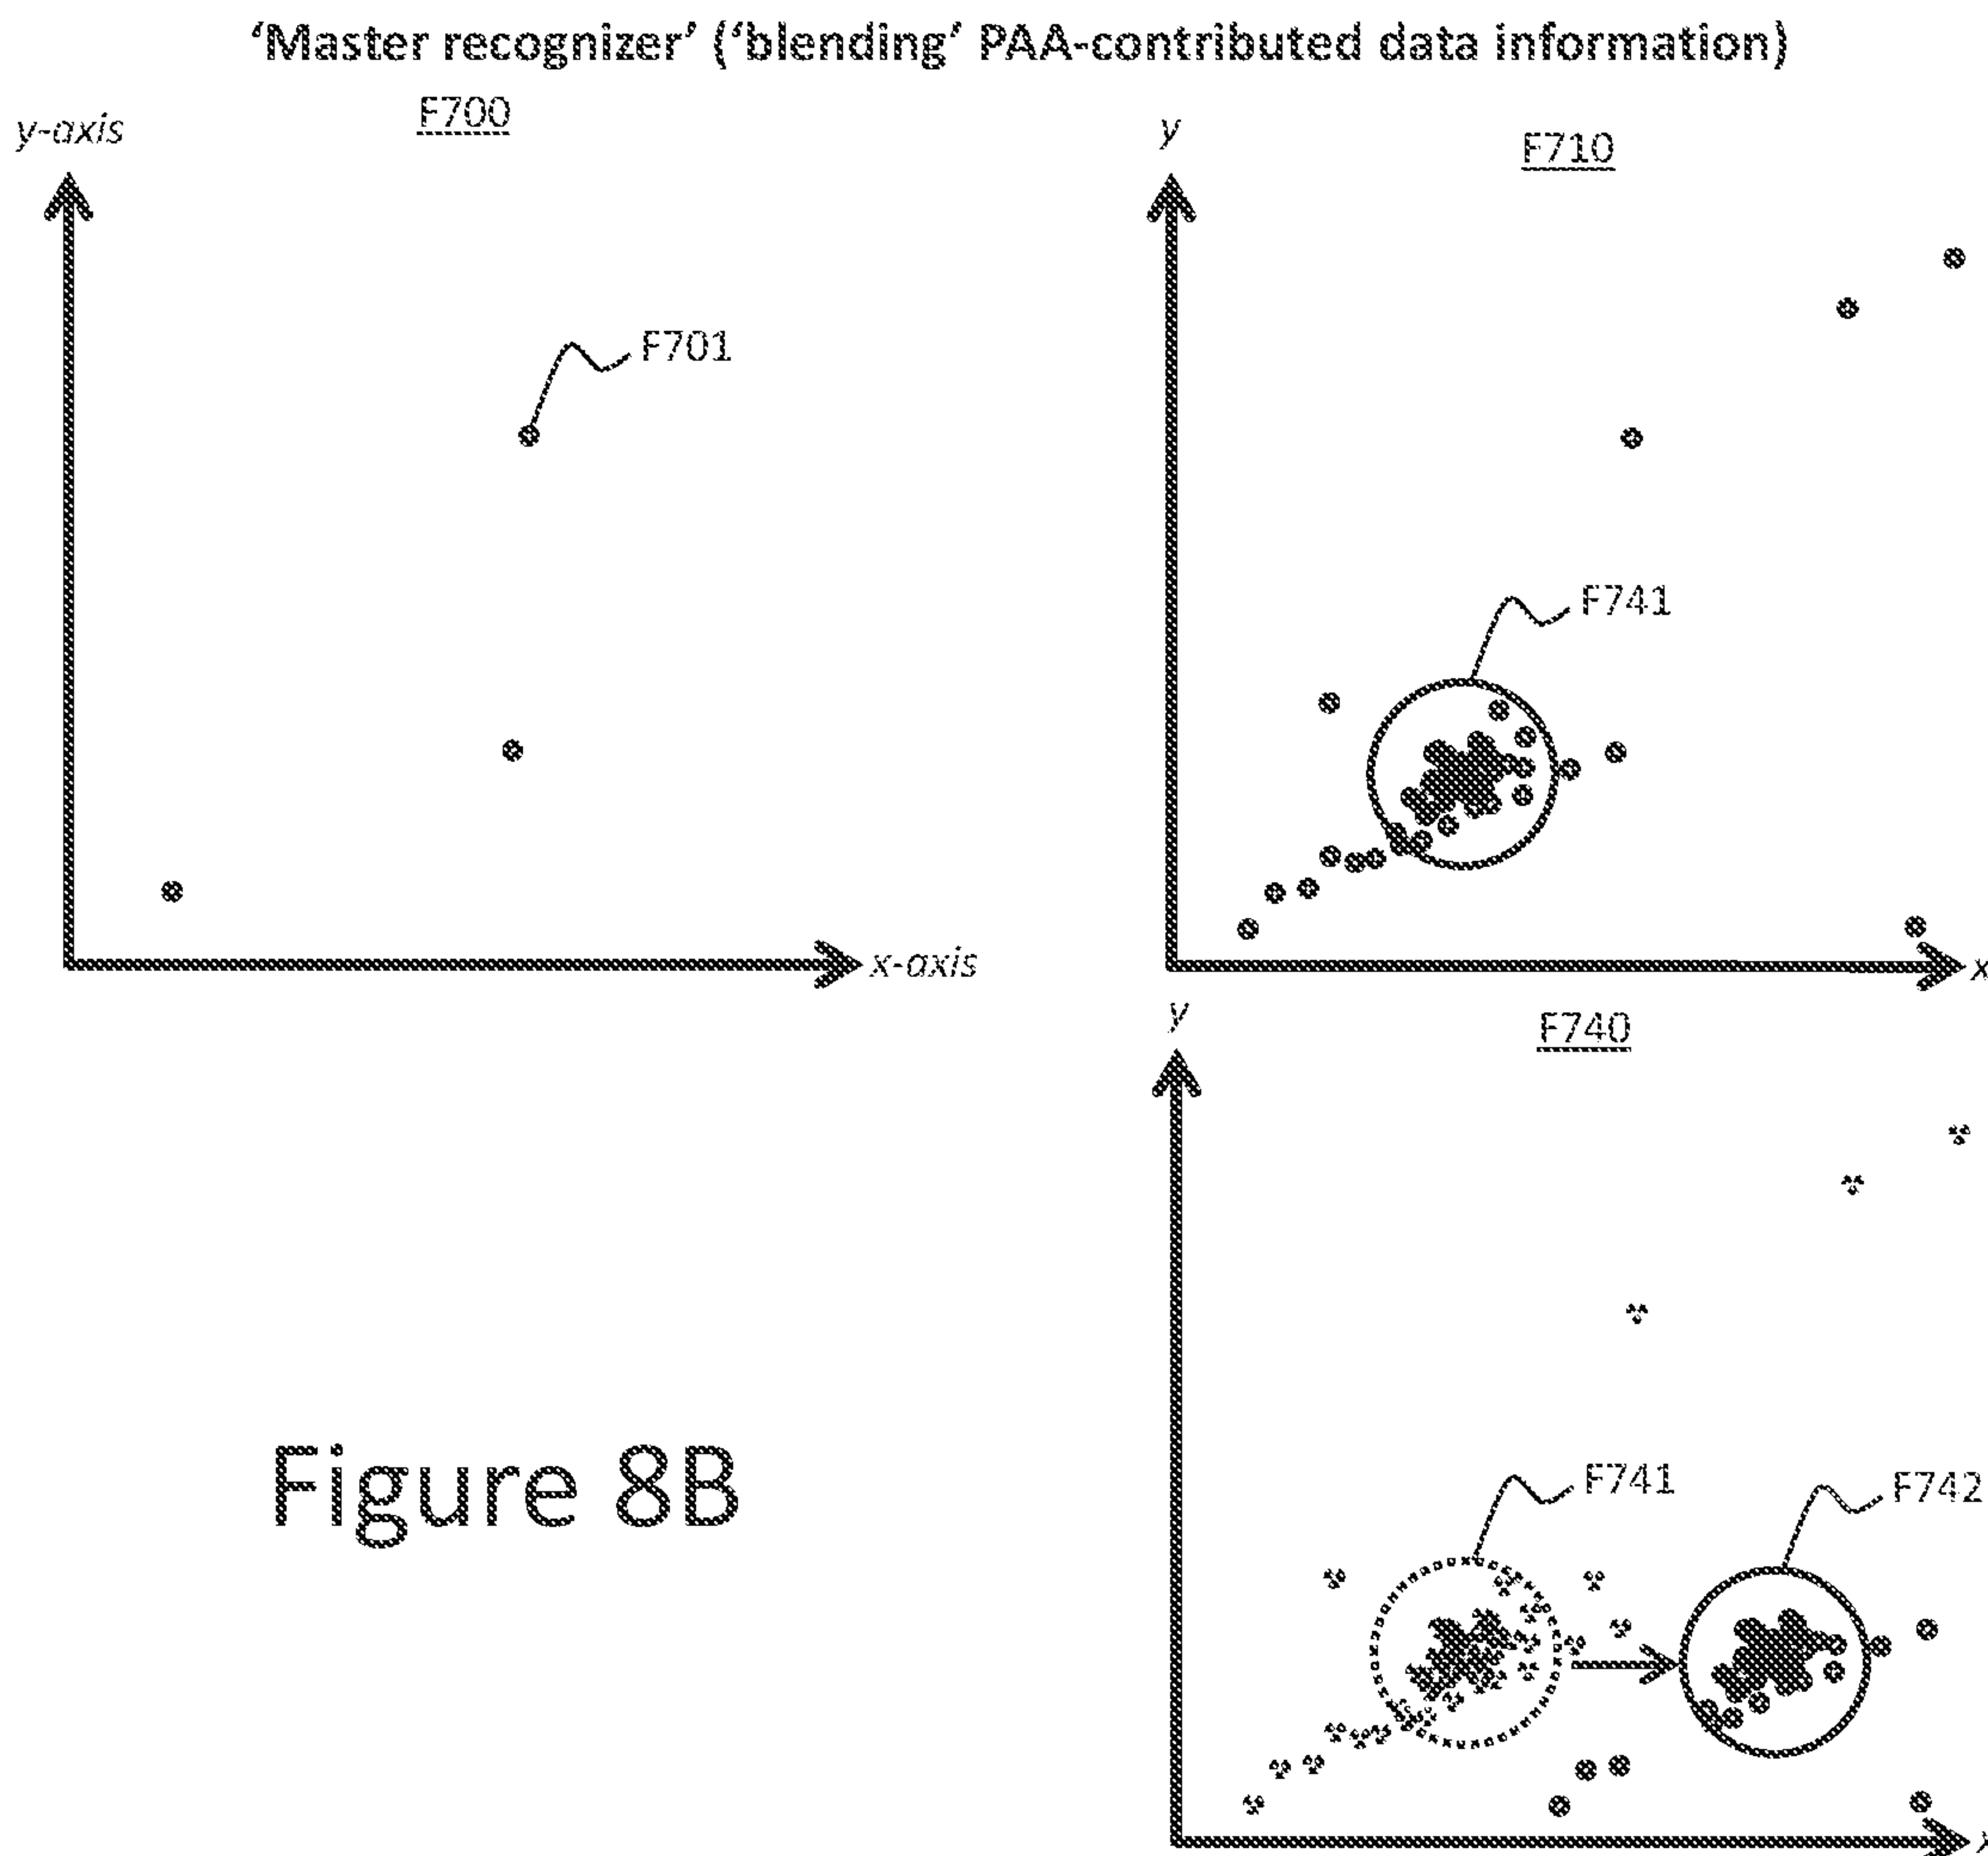 ‘Master recognizer’ (‘blending’ PAA-contributed data information)
F700
y-axis
F701
x-axis
y
F710
F741
x
y
F740
F741
F742
x
Figure 8B